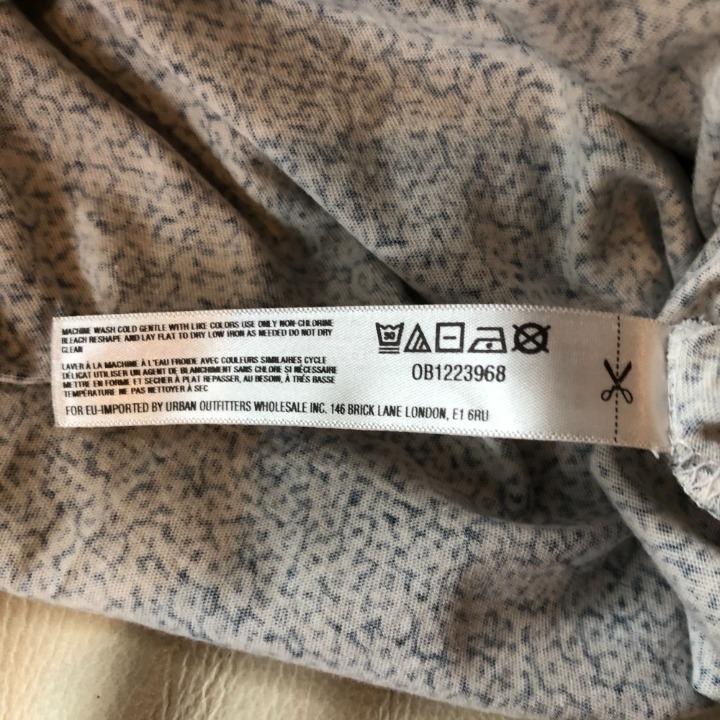 MACHINE WASH COLD GENTLE WITH LIKE COLORS USE ONLY NON-CHLORINE
BLEACH RESHAPE AND LAY FLAT TO DRY LOW IRON AS NEEDED DO NOT DRY
CLEAN
LAVER À LA MACHINE À L'EAU FROIDE AVEC COULEURS SIMILAIRES CYCLE
DÉLICAT UTILISER UN AGENT DE BLANCHIMENT SANS CHLORE SI NÉCESSAIRE
METTRE EN FORME ET SÉCHER À PLAT REPASSER, AU BESOIN, À TRÈS BASSE
TEMPÉRATURE NE PAS NETTOYER À SEC
FOR EU-IMPORTED BY URBAN OUTFITTERS WHOLESALE INC. 146 BRICK LANE LONDON, E1 6RU
30
OB1223968